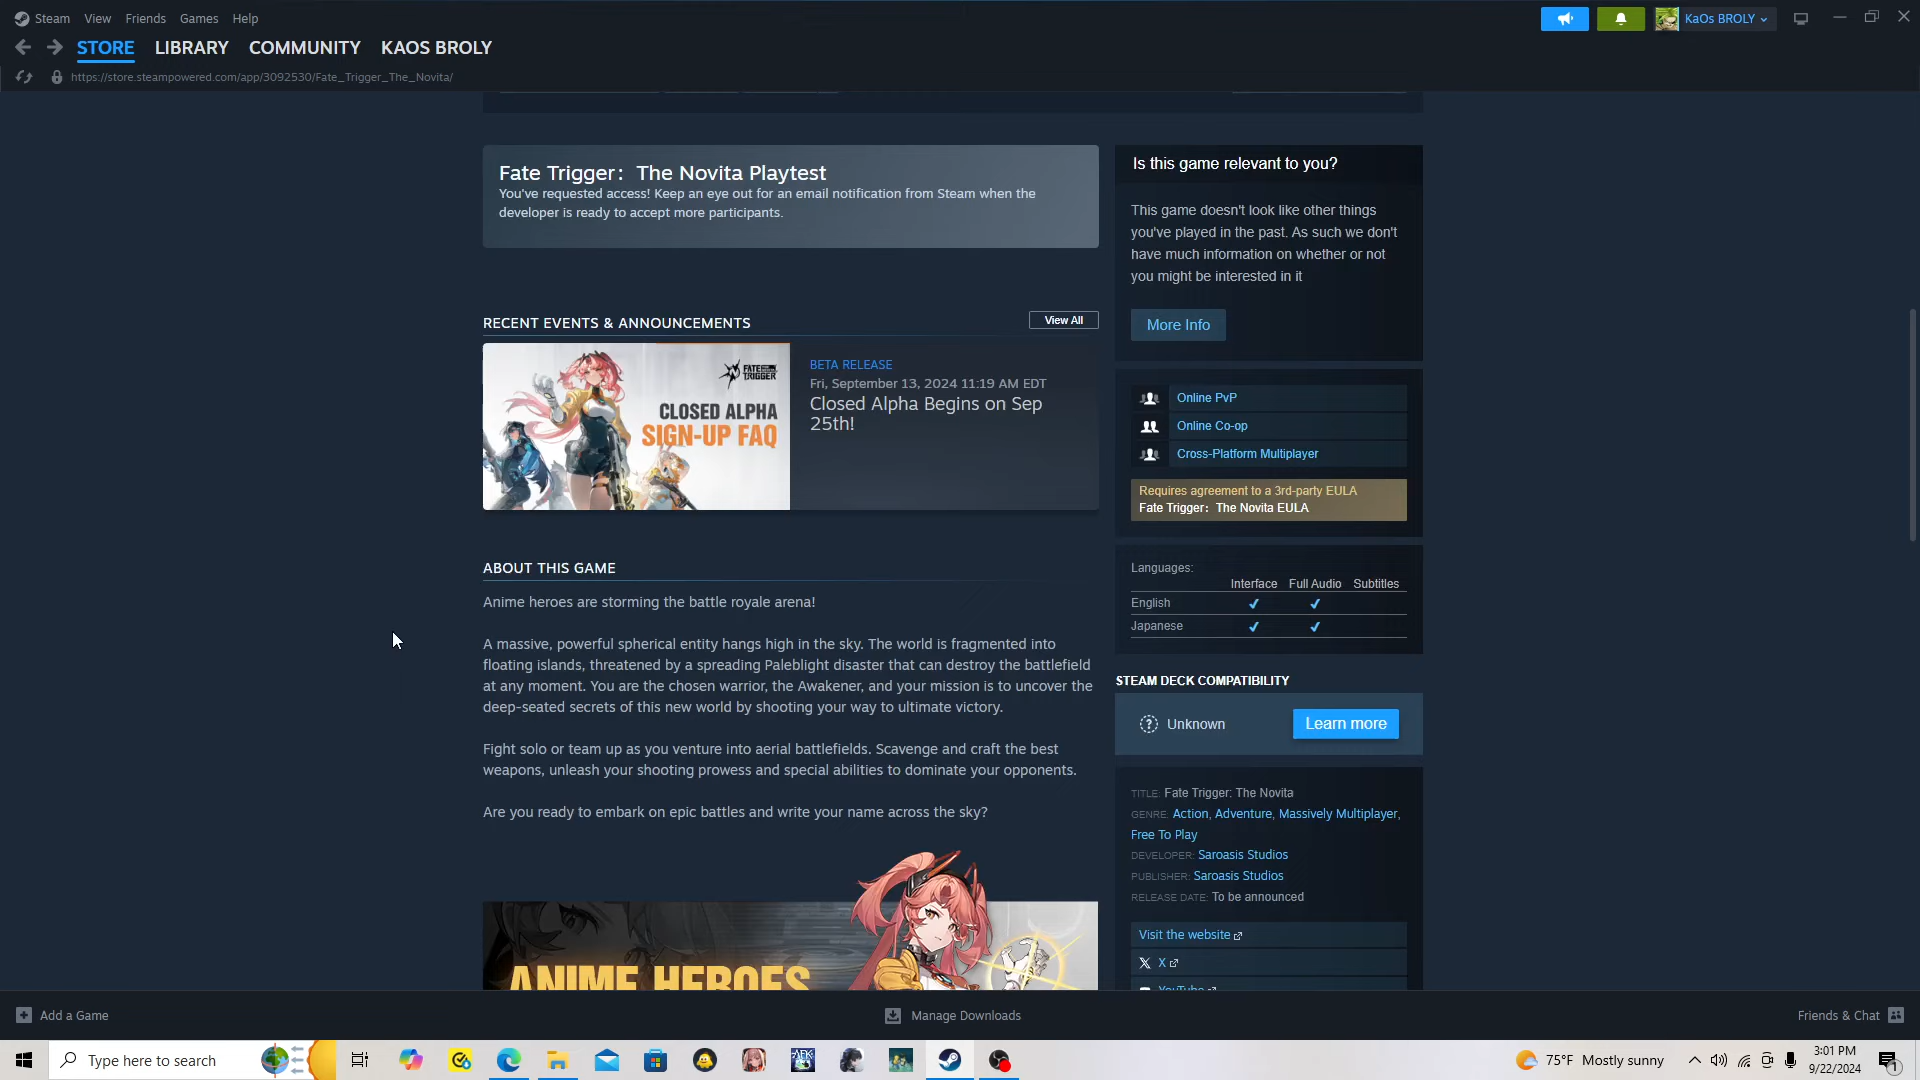 Steam View Friends Games Help
KaOs BROLY
STORE LIBRARY COMMUNITY KAOS BROLY
https://store.steampowered.com/app/3092530/Fate_Trigger_The_Novita/
Fate Trigger：The Novita Playtest
You've requested access! Keep an eye out for an email notification from Steam when the
developer is ready to accept more participants.
RECENT EVENTS & ANNOUNCEMENTS
View All
FATE
TRIGGER
CLOSED ALPHA
SIGN-UP FAQ
BETA RELEASE
Fri, September 13, 2024 11:19 AM EDT
Closed Alpha Begins on Sep
25th!
ABOUT THIS GAME
Anime heroes are storming the battle royale arena!
A massive, powerful spherical entity hangs high in the sky. The world is fragmented into
floating islands, threatened by a spreading Paleblight disaster that can destroy the battlefield
at any moment. You are the chosen warrior, the Awakener, and your mission is to uncover the
deep-seated secrets of this new world by shooting your way to ultimate victory.
Fight solo or team up as you venture into aerial battlefields. Scavenge and craft the best
weapons, unleash your shooting prowess and special abilities to dominate your opponents.
Are you ready to embark on epic battles and write your name across the sky?
ANIME HEROES
Is this game relevant to you?
This game doesn't look like other things
you've played in the past. As such we don't
have much information on whether or not
you might be interested in it
More Info
Online PvP
Online Co-op
Cross-Platform Multiplayer
Requires agreement to a 3rd-party EULA
Fate Trigger：The Novita EULA
Languages:
Interface Full Audio Subtitles
English ✔ ✔
Japanese ✔ ✔
STEAM DECK COMPATIBILITY
Unknown
Learn more
TITLE: Fate Trigger: The Novita
GENRE: Action, Adventure, Massively Multiplayer,
Free To Play
DEVELOPER: Saroasis Studios
PUBLISHER: Saroasis Studios
RELEASE DATE: To be announced
Visit the website
X
YouTube
Add a Game
Manage Downloads
Friends & Chat
Type here to search
AFK
75°F Mostly sunny
3:01 PM
9/22/2024
1